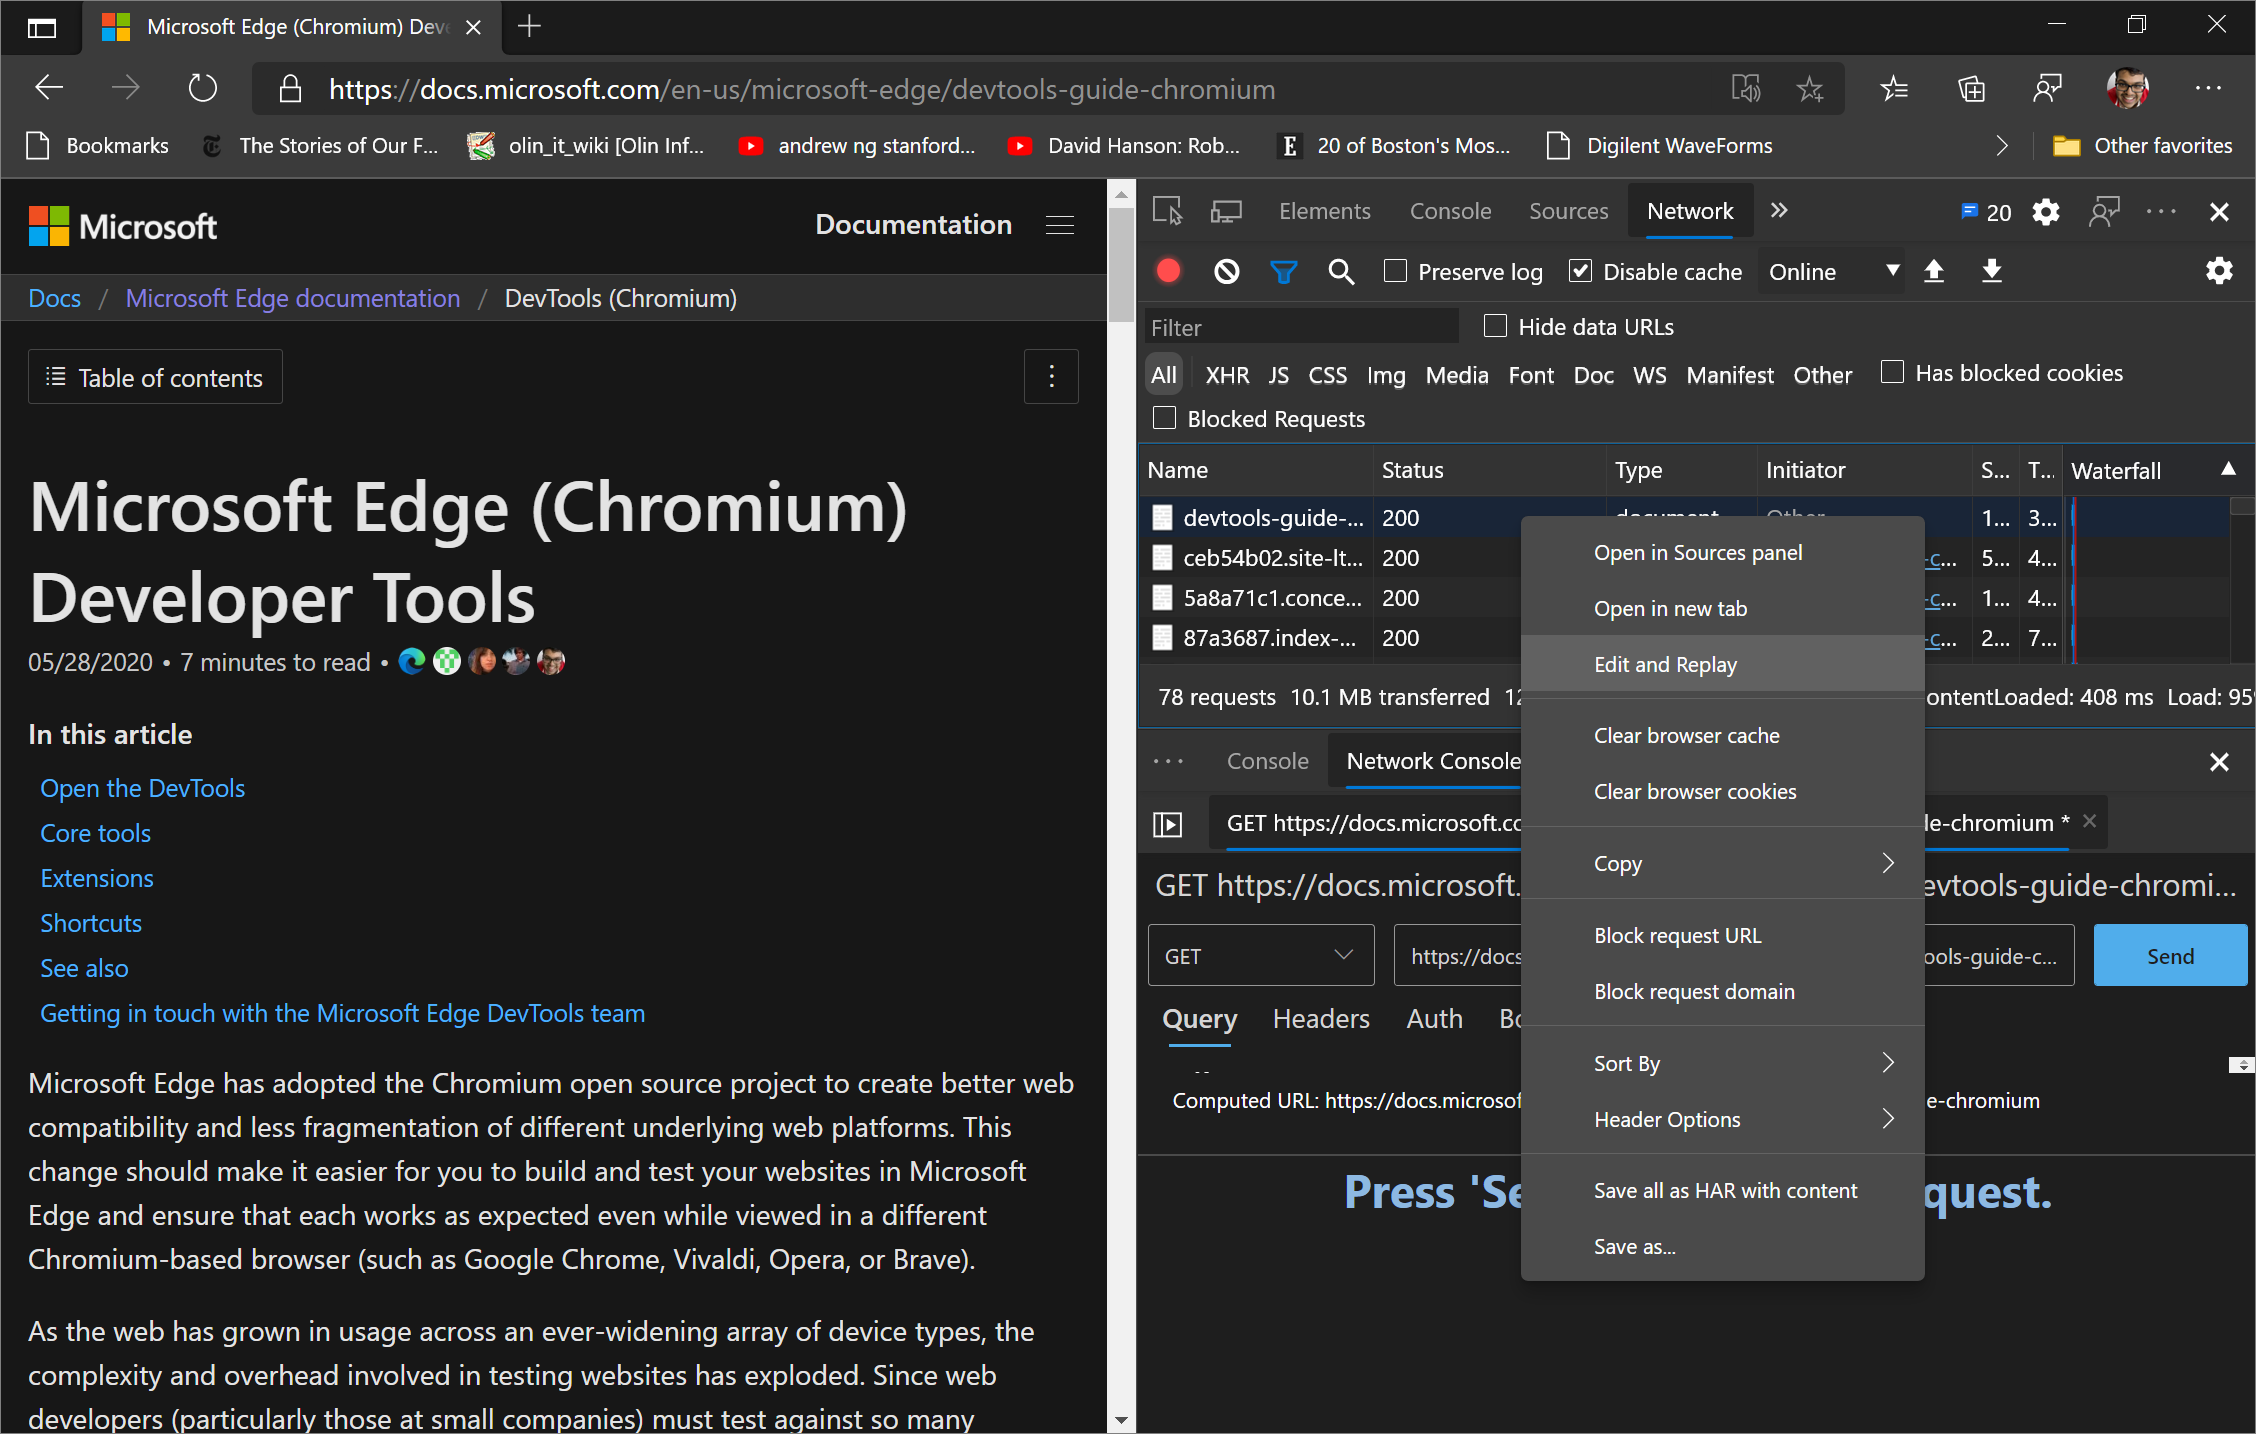 Microsoft Edge (Chromium) Dev
https://docs.microsoft.com/en-us/microsoft-edge/devtools-guide-chromium
Bookmarks
The Stories of Our F...
olin_it_wiki [Olin Inf...
andrew ng stanford...
David Hanson: Rob...
E 20 of Boston's Mos...
Digilent WaveForms
Other favorites
Microsoft
Documentation
Docs / Microsoft Edge documentation / DevTools (Chromium)
Table of contents
Microsoft Edge (Chromium)
Developer Tools
05/28/2020 • 7 minutes to read •
In this article
Open the DevTools
Core tools
Extensions
Shortcuts
See also
Getting in touch with the Microsoft Edge DevTools team
Microsoft Edge has adopted the Chromium open source project to create better web
compatibility and less fragmentation of different underlying web platforms. This
change should make it easier for you to build and test your websites in Microsoft
Edge and ensure that each works as expected even while viewed in a different
Chromium-based browser (such as Google Chrome, Vivaldi, Opera, or Brave).
As the web has grown in usage across an ever-widening array of device types, the
complexity and overhead involved in testing websites has exploded. Since web
developers (particularly those at small companies) must test against so many
Elements Console Sources Network 20
Preserve log Disable cache Online
Filter Hide data URLs
All XHR JS CSS Img Media Font Doc WS Manifest Other Has blocked cookies
Blocked Requests
Name Status Type Initiator S... T... Waterfall
devtools-guide-... 200 document Other 1... 3...
ceb54b02.site-lt... 200 -c... 5... 4...
5a8a71c1.conce... 200 -c... 1... 4...
87a3687.index-... 200 -c... 2... 7...
78 requests 10.1 MB transferred 12 ontentLoaded: 408 ms Load: 959
Console Network Console
GET https://docs.microsoft.co le-chromium *
GET https://docs.microsoft. evtools-guide-chromi...
GET https://docs ools-guide-c... Send
Query Headers Auth Bo
Computed URL: https://docs.microsof e-chromium
Press 'Se quest.
Open in Sources panel
Open in new tab
Edit and Replay
Clear browser cache
Clear browser cookies
Copy
Block request URL
Block request domain
Sort By
Header Options
Save all as HAR with content
Save as...